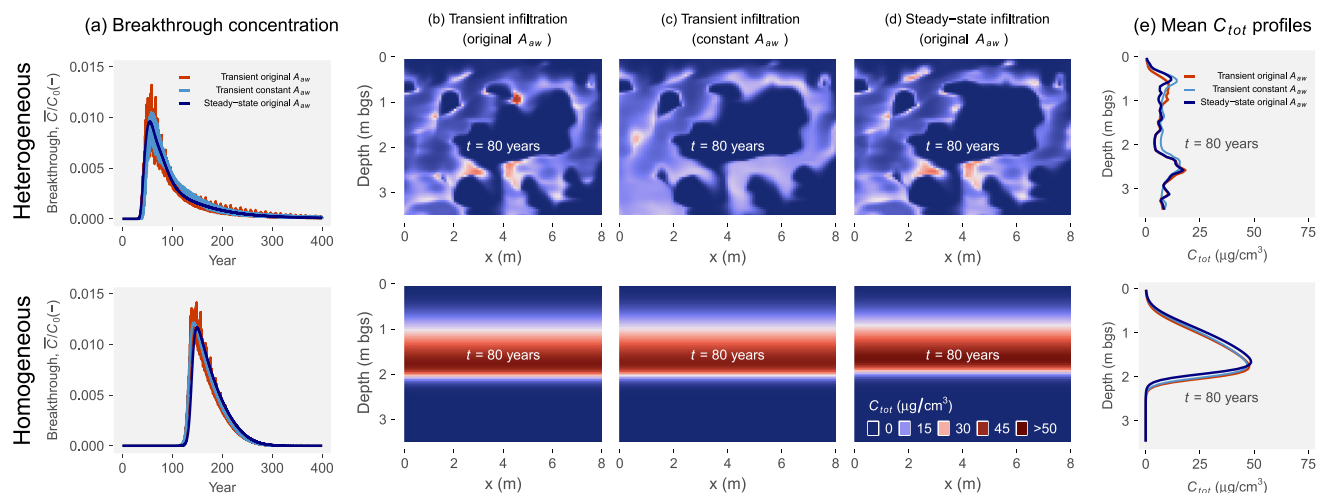 (a) Breakthrough concentration
(b) Transient infiltration
(original A_aw )
(c) Transient infiltration
(constant A_aw )
(d) Steady−state infiltration
(original A_aw )
(e) Mean C_tot profiles
Heterogeneous
Breakthrough, C̅/C₀(−)
0.015
0.010
0.005
0.000
Transient original A_aw
Transient constant A_aw
Steady−state original A_aw
0 100 200 300 400
Year
Depth (m bgs)
0
1
2
3
t = 80 years
0 2 4 6 8
x (m)
t = 80 years
0 2 4 6 8
x (m)
t = 80 years
0 2 4 6 8
x (m)
Depth (m bgs)
0
1
2
3
Transient original A_aw
Transient constant A_aw
Steady−state original A_aw
t = 80 years
0 25 50 75
C_tot (μg/cm³)
Homogeneous
Breakthrough, C̅/C₀(−)
0.015
0.010
0.005
0.000
0 100 200 300 400
Year
Depth (m bgs)
0
1
2
3
t = 80 years
0 2 4 6 8
x (m)
t = 80 years
0 2 4 6 8
x (m)
t = 80 years
C_tot (μg/cm³)
0 15 30 45 >50
0 2 4 6 8
x (m)
Depth (m bgs)
0
1
2
3
t = 80 years
0 25 50 75
C_tot (μg/cm³)